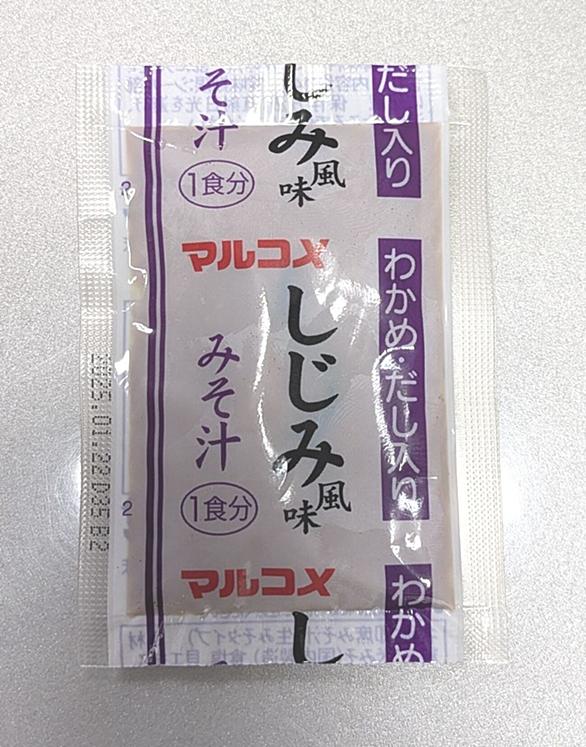 だし入り
しみ風味
そ汁
1食分
マルコメ
わかめ・だし入り
しじみ風味
みそ汁
1食分
マルコメ
わかめ
し
2025.01.22